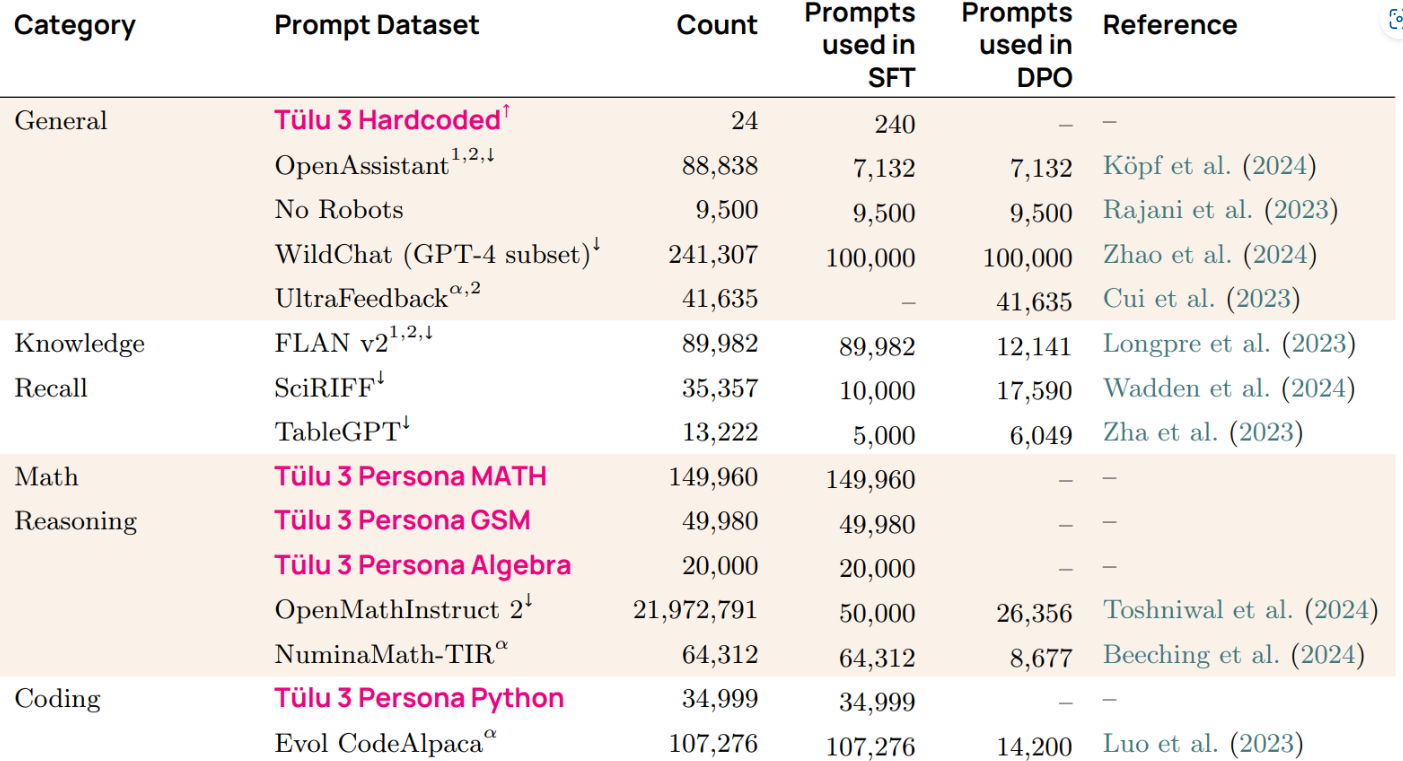 Category Prompt Dataset Count Prompts used in SFT Prompts used in DPO Reference
General Tülu 3 Hardcoded↑ 24 240 – –
OpenAssistant1,2,↓ 88,838 7,132 7,132 Köpf et al. (2024)
No Robots 9,500 9,500 9,500 Rajani et al. (2023)
WildChat (GPT-4 subset)↓ 241,307 100,000 100,000 Zhao et al. (2024)
UltraFeedbackα,2 41,635 – 41,635 Cui et al. (2023)
Knowledge FLAN v21,2,↓ 89,982 89,982 12,141 Longpre et al. (2023)
Recall SciRIFF↓ 35,357 10,000 17,590 Wadden et al. (2024)
TableGPT↓ 13,222 5,000 6,049 Zha et al. (2023)
Math Tülu 3 Persona MATH 149,960 149,960 – –
Reasoning Tülu 3 Persona GSM 49,980 49,980 – –
Tülu 3 Persona Algebra 20,000 20,000 – –
OpenMathInstruct 2↓ 21,972,791 50,000 26,356 Toshniwal et al. (2024)
NuminaMath-TIRα 64,312 64,312 8,677 Beeching et al. (2024)
Coding Tülu 3 Persona Python 34,999 34,999 – –
Evol CodeAlpacaα 107,276 107,276 14,200 Luo et al. (2023)